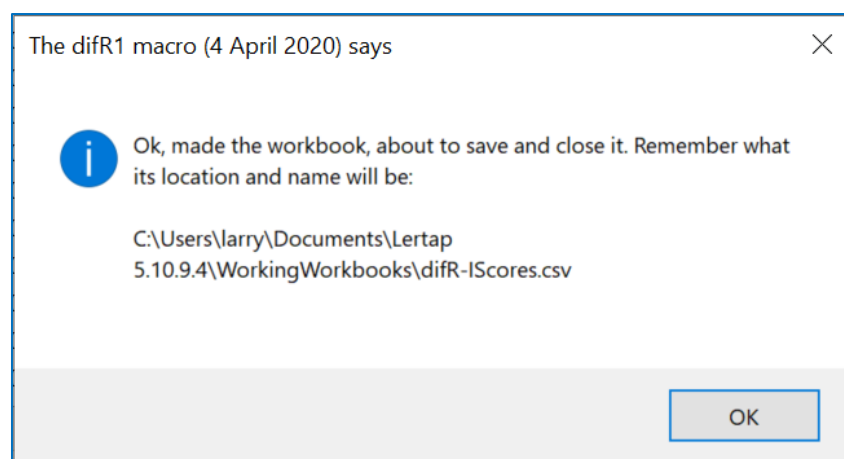 The difR1 macro (4 April 2020) says
Ok, made the workbook, about to save and close it. Remember what
its location and name will be:
C:\Users\larry\Documents\Lertap
5.10.9.4\WorkingWorkbooks\difR-IScores.csv
OK